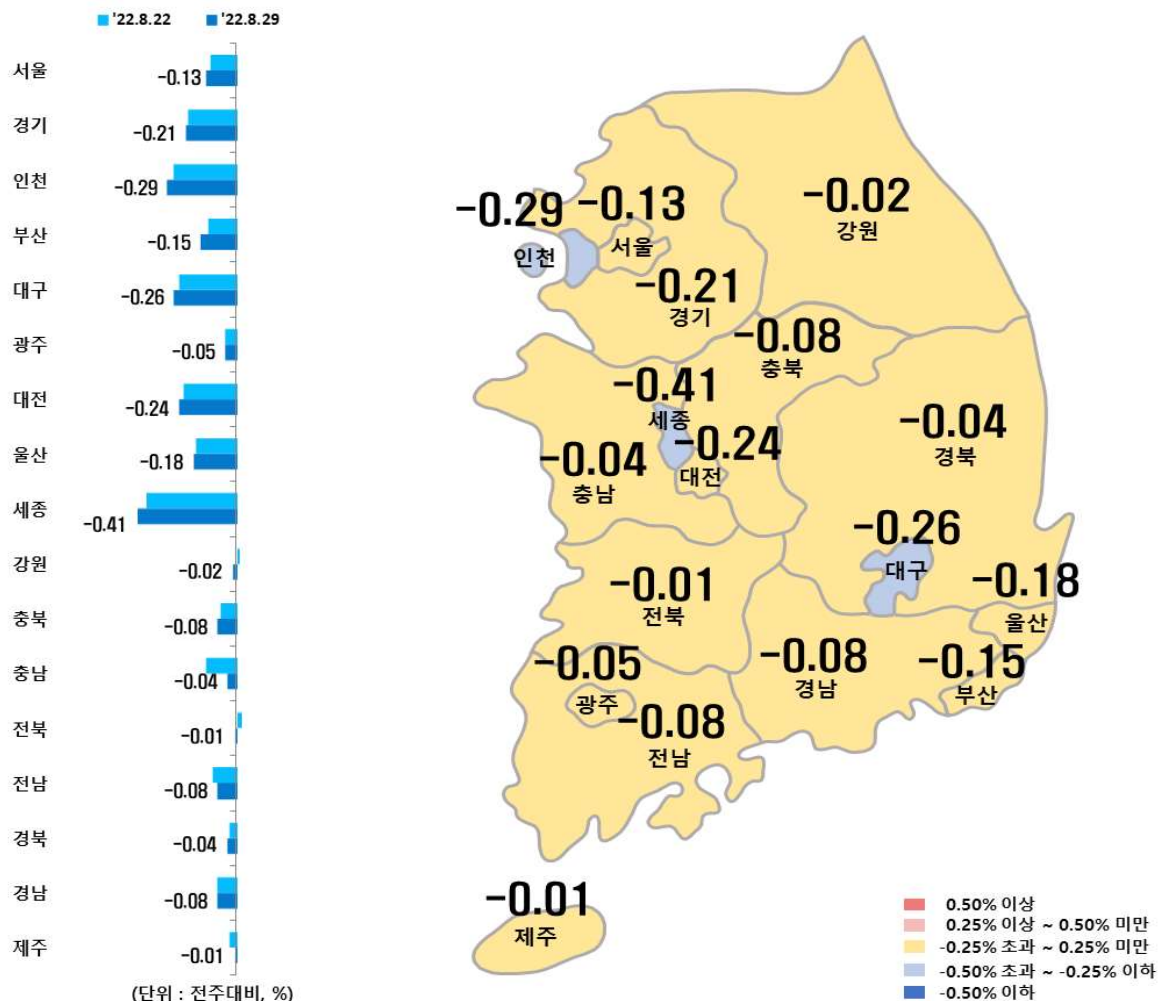 '22.8.22 '22.8.29
서울 -0.13
경기 -0.21
인천 -0.29
부산 -0.15
대구 -0.26
광주 -0.05
대전 -0.24
울산 -0.18
세종 -0.41
강원 -0.02
충북 -0.08
충남 -0.04
전북 -0.01
전남 -0.08
경북 -0.04
경남 -0.08
제주 -0.01
(단위 : 전주대비, %)
-0.02
강원
-0.29
인천
-0.13
서울
-0.21
경기
-0.08
충북
-0.41
세종
-0.04
경북
-0.24
대전
-0.04
충남
-0.26
대구
-0.18
울산
-0.01
전북
-0.08
경남
-0.15
부산
-0.05
광주
-0.08
전남
-0.01
제주
0.50% 이상
0.25% 이상 ~ 0.50% 미만
-0.25% 초과 ~ 0.25% 미만
-0.50% 초과 ~ -0.25% 이하
-0.50% 이하